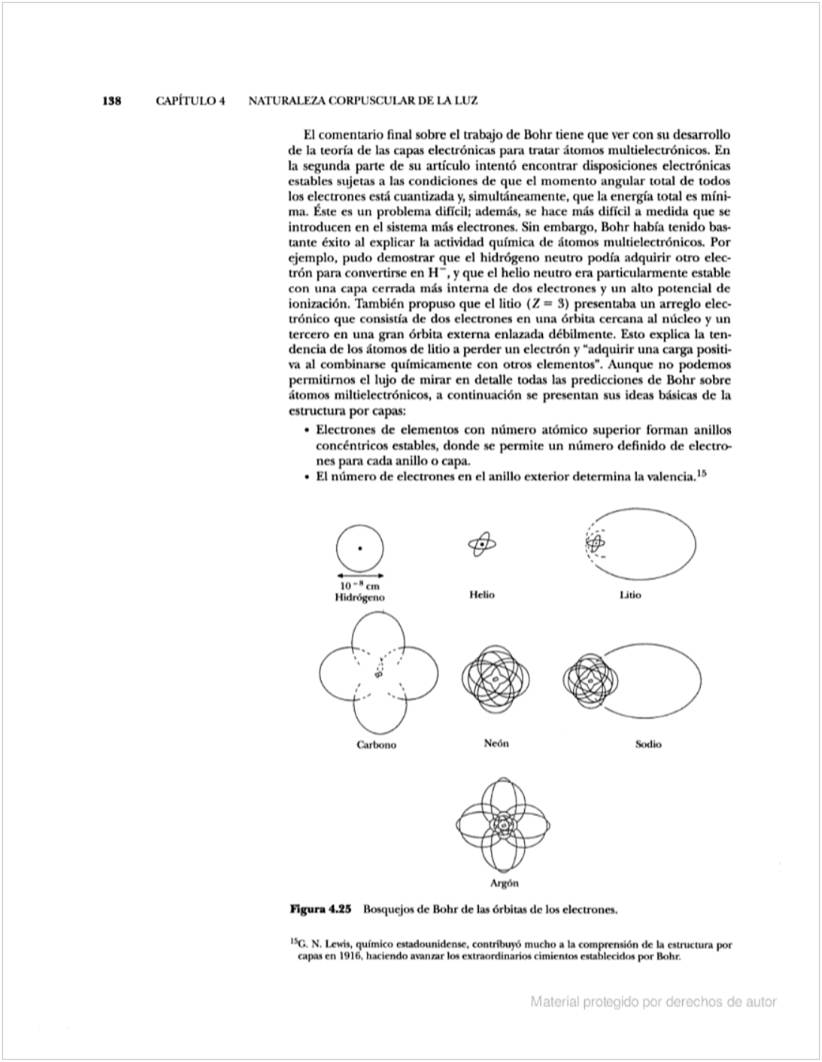 138 CAPÍTULO 4 NATURALEZA CORPUSCULAR DE LA LUZ
El comentario final sobre el trabajo de Bohr tiene que ver con su desarrollo
de la teoría de las capas electrónicas para tratar átomos multielectrónicos. En
la segunda parte de su artículo intentó encontrar disposiciones electrónicas
estables sujetas a las condiciones de que el momento angular total de todos
los electrones está cuantizada y, simultáneamente, que la energía total es míni-
ma. Éste es un problema difícil; además, se hace más difícil a medida que se
introducen en el sistema más electrones. Sin embargo, Bohr había tenido bas-
tante éxito al explicar la actividad química de átomos multielectrónicos. Por
ejemplo, pudo demostrar que el hidrógeno neutro podía adquirir otro elec-
trón para convertirse en H⁻, y que el helio neutro era particularmente estable
con una capa cerrada más interna de dos electrones y un alto potencial de
ionización. También propuso que el litio (Z = 3) presentaba un arreglo elec-
trónico que consistía de dos electrones en una órbita cercana al núcleo y un
tercero en una gran órbita externa enlazada débilmente. Esto explica la ten-
dencia de los átomos de litio a perder un electrón y "adquirir una carga positi-
va al combinarse químicamente con otros elementos". Aunque no podemos
permitirnos el lujo de mirar en detalle todas las predicciones de Bohr sobre
átomos miltielectrónicos, a continuación se presentan sus ideas básicas de la
estructura por capas:
• Electrones de elementos con número atómico superior forman anillos
concéntricos estables, donde se permite un número definido de electro-
nes para cada anillo o capa.
• El número de electrones en el anillo exterior determina la valencia.¹⁵
10⁻⁸ cm
Hidrógeno
Helio
Litio
Carbono
Neón
Sodio
Argón
Figura 4.25 Bosquejos de Bohr de las órbitas de los electrones.
¹⁵G. N. Lewis, químico estadounidense, contribuyó mucho a la comprensión de la estructura por
capas en 1916, haciendo avanzar los extraordinarios cimientos establecidos por Bohr.
Material protegido por derechos de autor